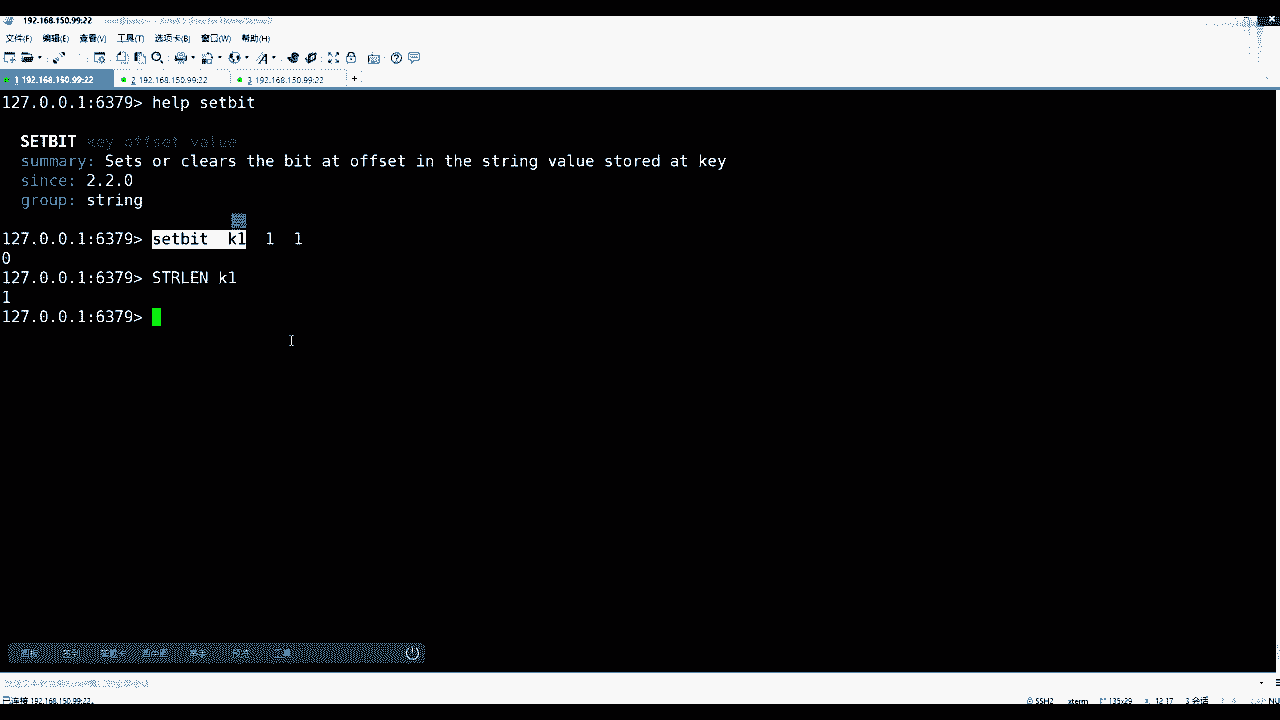 192.168.150.99:22
文件(F) 编辑(E) 查看(V) 工具(T) 选项卡(B) 窗口(W) 帮助(H)
1 192.168.150.99:22 2 192.168.150.99:22 3 192.168.150.99:22 +
127.0.0.1:6379> help setbit
SETBIT key offset value
summary: Sets or clears the bit at offset in the string value stored at key
since: 2.2.0
group: string
127.0.0.1:6379> setbit k1 1 1
0
127.0.0.1:6379> STRLEN k1
1
127.0.0.1:6379>
已连接 192.168.150.99:22。 SSH2 xterm 135x29 12,17 3 会话 NU